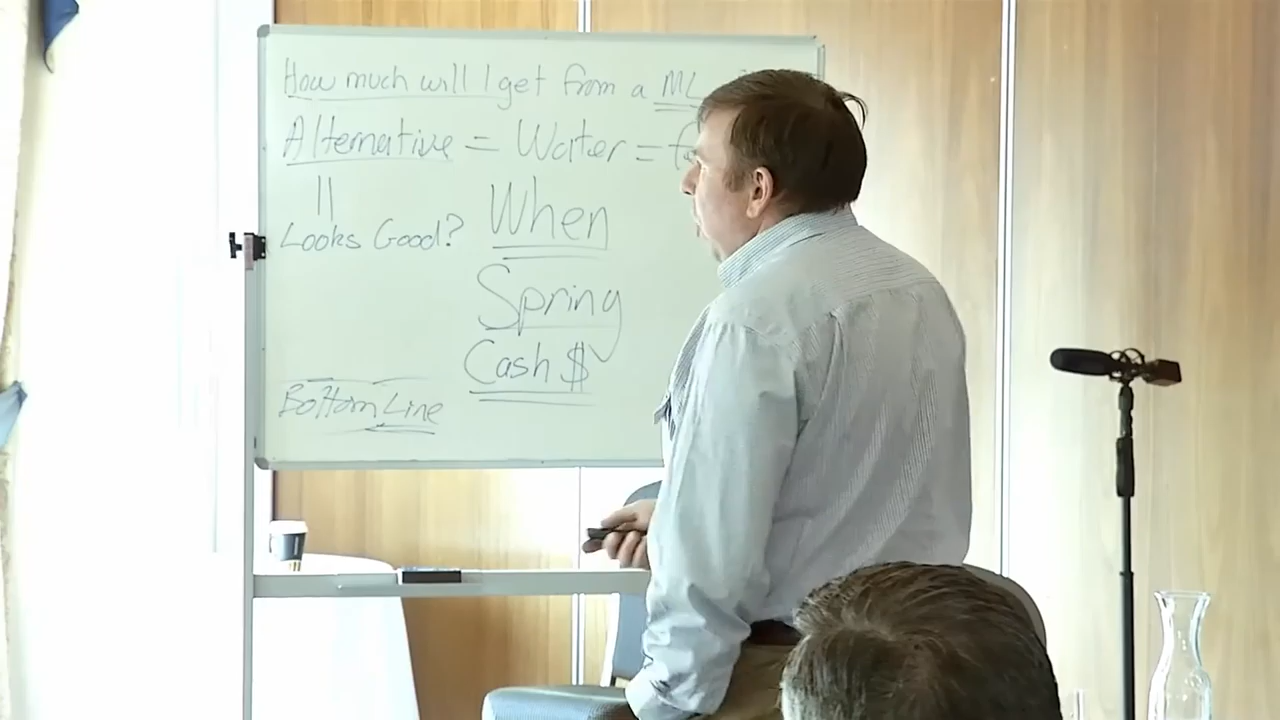 How much will I get from a ML
Alternative = Water =
||
Looks Good? When
Spring
Cash $
Bottom Line